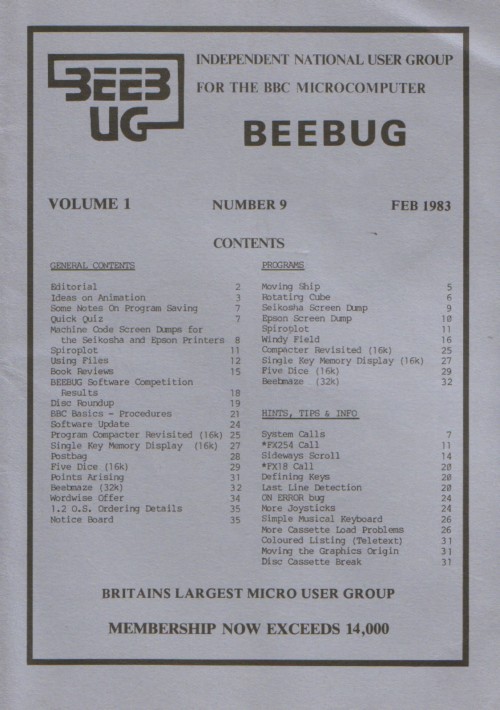 BEEB
UG
INDEPENDENT NATIONAL USER GROUP
FOR THE BBC MICROCOMPUTER
BEEBUG
VOLUME 1 NUMBER 9 FEB 1983
CONTENTS
GENERAL CONTENTS
Editorial 2
Ideas on Animation 3
Some Notes On Program Saving 7
Quick Quiz 7
Machine Code Screen Dumps for
the Seikosha and Epson Printers 8
Spiroplot 11
Using Files 12
Book Reviews 15
BEEBUG Software Competition
Results 18
Disc Roundup 19
BBC Basics - Procedures 21
Software Update 24
Program Compacter Revisited (16k) 25
Single Key Memory Display (16k) 27
Postbag 28
Five Dice (16k) 29
Points Arising 31
Beebmaze (32k) 32
Wordwise Offer 34
1.2 O.S. Ordering Details 35
Notice Board 35
PROGRAMS
Moving Ship 5
Rotating Cube 6
Seikosha Screen Dump 9
Epson Screen Dump 10
Spiroplot 11
Windy Field 16
Compacter Revisited (16k) 25
Single Key Memory Display (16k) 27
Five Dice (16k) 29
Beebmaze (32k) 32
HINTS, TIPS & INFO
System Calls 7
*FX254 Call 11
Sideways Scroll 14
*FX18 Call 20
Defining Keys 20
Last Line Detection 20
ON ERROR bug 24
More Joysticks 24
Simple Musical Keyboard 26
More Cassette Load Problems 26
Coloured Listing (Teletext) 31
Moving the Graphics Origin 31
Disc Cassette Break 31
BRITAINS LARGEST MICRO USER GROUP
MEMBERSHIP NOW EXCEEDS 14,000